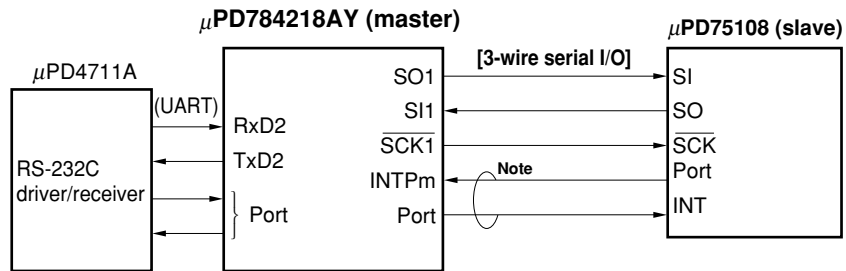 μPD784218AY (master)
μPD75108 (slave)
μPD4711A
[3-wire serial I/O]
(UART)
RS-232C
driver/receiver
RxD2
TxD2
Port
SO1
SI1
SCK1
INTPm
Port
Note
SI
SO
SCK
Port
INT